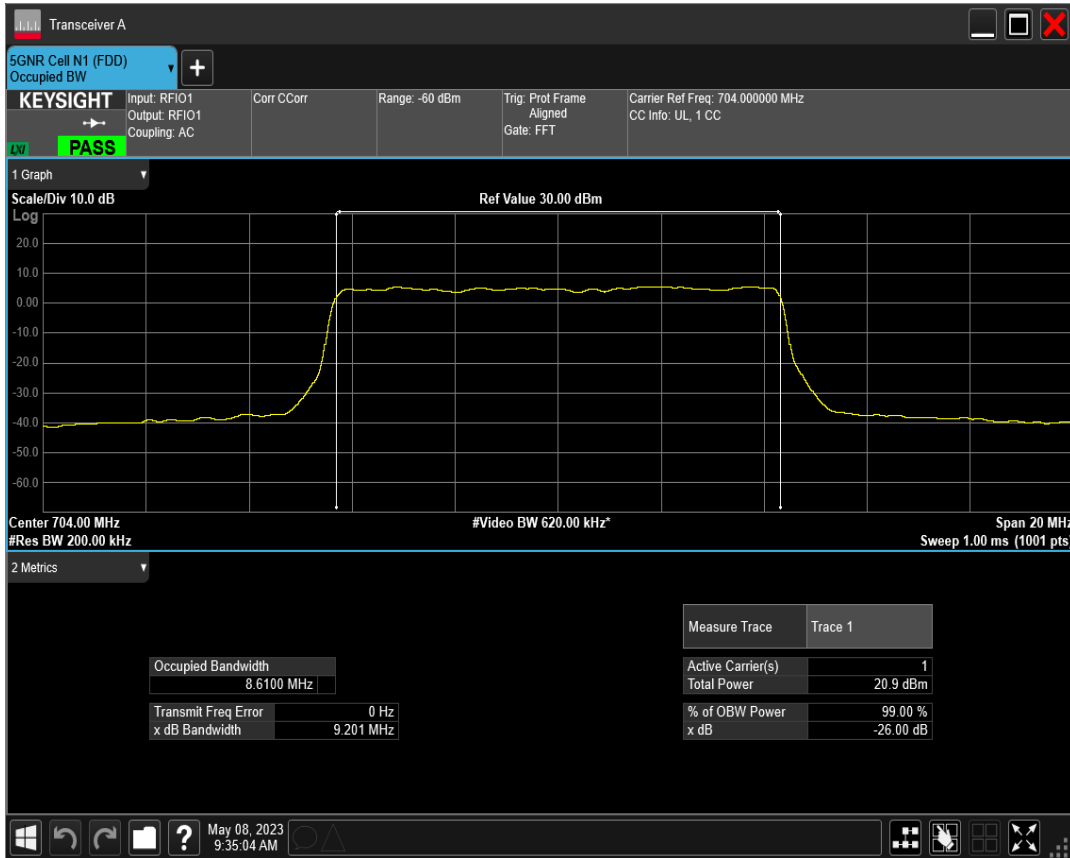 Transceiver A
5GNR Cell N1 (FDD)
Occupied BW
+
KEYSIGHT
LXI
PASS
Input: RFIO1
Output: RFIO1
Coupling: AC
Corr CCorr
Range: -60 dBm
Trig: Prot Frame
Aligned
Gate: FFT
Carrier Ref Freq: 704.000000 MHz
CC Info: UL, 1 CC
1 Graph
Scale/Div 10.0 dB
Ref Value 30.00 dBm
Log
20.0
10.0
0.00
-10.0
-20.0
-30.0
-40.0
-50.0
-60.0
Center 704.00 MHz
#Video BW 620.00 kHz*
Span 20 MHz
#Res BW 200.00 kHz
Sweep 1.00 ms (1001 pts)
2 Metrics
Measure Trace Trace 1
Occupied Bandwidth
8.6100 MHz
Active Carrier(s) 1
Total Power 20.9 dBm
Transmit Freq Error 0 Hz
x dB Bandwidth 9.201 MHz
% of OBW Power 99.00 %
x dB -26.00 dB
?
May 08, 2023
9:35:04 AM